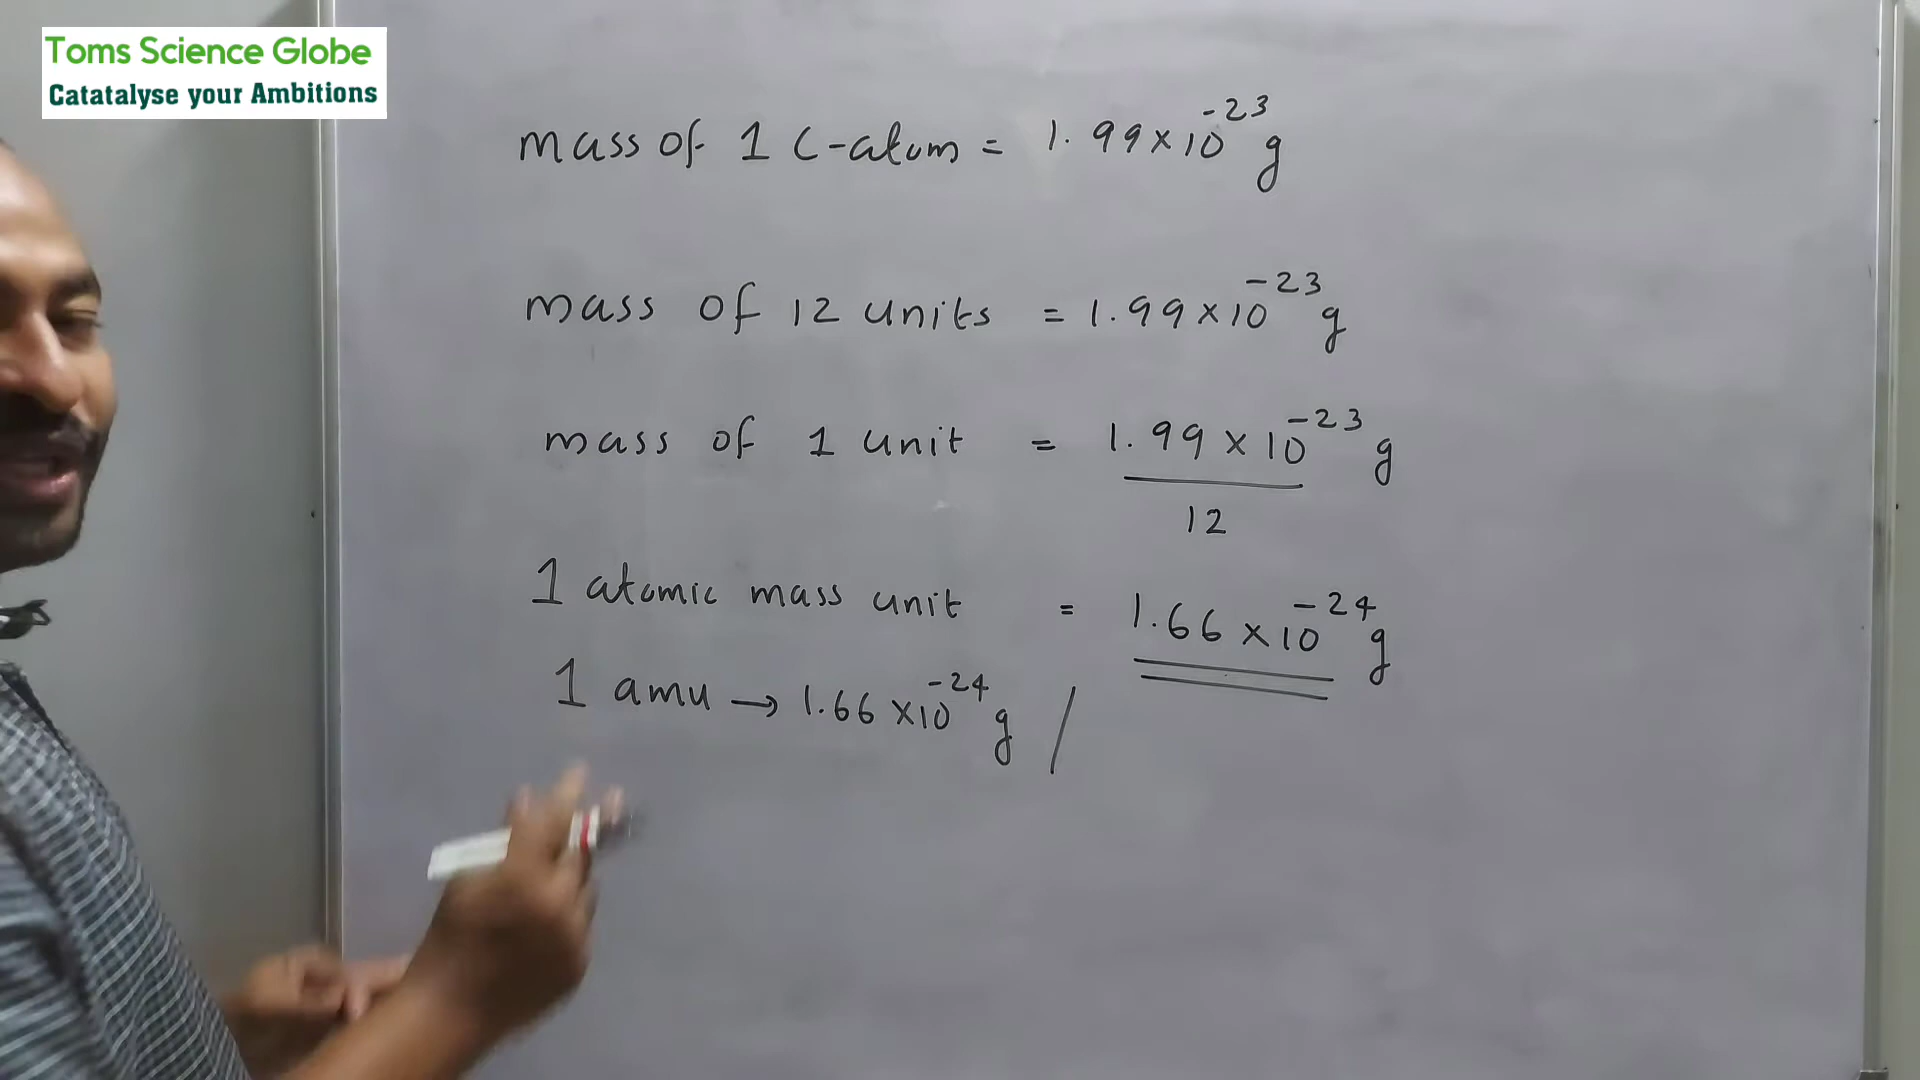 Toms Science Globe
Catatalyse your Ambitions
mass of 1 C-atom = 1.99×10⁻²³ g
mass of 12 units = 1.99×10⁻²³ g
mass of 1 unit = 1.99×10⁻²³ g
12
1 atomic mass unit = 1.66×10⁻²⁴ g
1 amu → 1.66×10⁻²⁴ g /